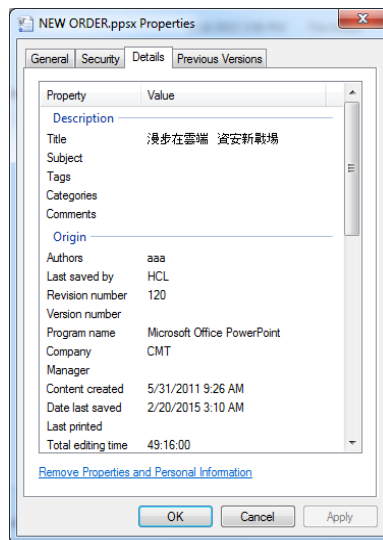 NEW ORDER.ppsx Properties
General Security Details Previous Versions
Property Value
Description
Title 漫步在雲端 資安新戰場
Subject
Tags
Categories
Comments
Origin
Authors aaa
Last saved by HCL
Revision number 120
Version number
Program name Microsoft Office PowerPoint
Company CMT
Manager
Content created 5/31/2011 9:26 AM
Date last saved 2/20/2015 3:10 AM
Last printed
Total editing time 49:16:00
Remove Properties and Personal Information
OK Cancel Apply